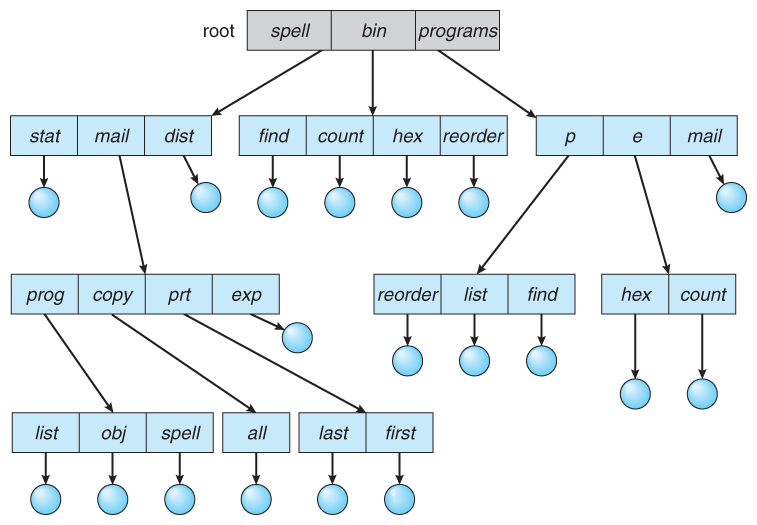 root spell bin programs
stat mail dist find count hex reorder p e mail
prog copy prt exp reorder list find hex count
list obj spell all last first